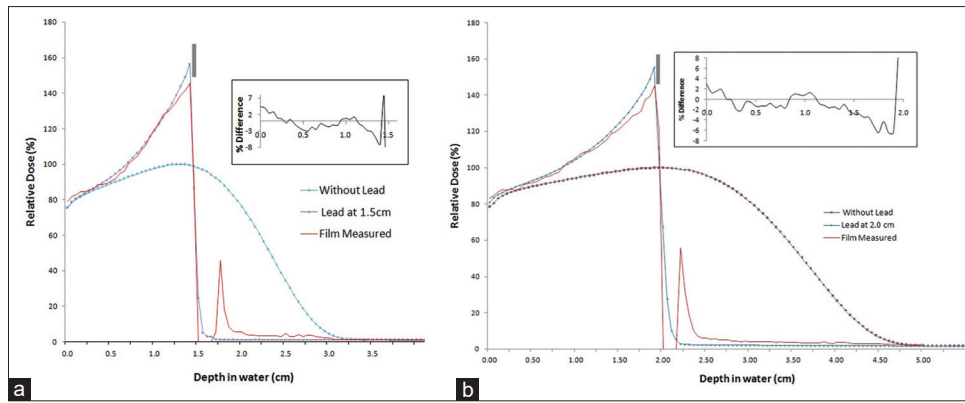 180
160
140
120
100
80
60
40
20
0
Relative Dose (%)
0.0 0.5 1.0 1.5 2.0 2.5 3.0 3.5
Depth in water (cm)
% Difference
7
2
-3
-8
0.0 0.5 1.0 1.5
Without Lead
Lead at 1.5cm
Film Measured
a
180
160
140
120
100
80
60
40
20
0
Relative Dose (%)
0.00 0.50 1.00 1.50 2.00 2.50 3.00 3.50 4.00 4.50 5.00
Depth in water (cm)
% Difference
8
6
4
2
0
-2
-4
-6
-8
0.0 0.5 1.0 1.5 2.0
Without Lead
Lead at 2.0 cm
Film Measured
b